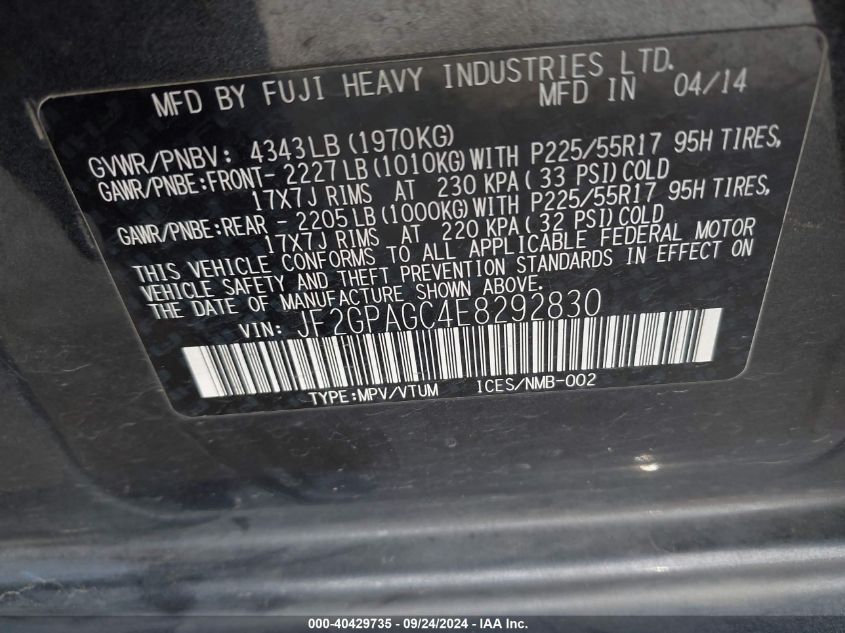 MFD BY FUJI HEAVY INDUSTRIES LTD.
MFD IN 04/14
GVWR/PNBV: 4343LB(1970KG)
GAWR/PNBE:FRONT- 2227LB(1010KG)WITH P225/55R17 95H TIRES,
17X7J RIMS AT 230 KPA( 33 PSI)COLD
GAWR/PNBE:REAR - 2205LB(1000KG)WITH P225/55R17 95H TIRES,
17X7J RIMS AT 220 KPA( 32 PSI)COLD
THIS VEHICLE CONFORMS TO ALL APPLICABLE FEDERAL MOTOR
VEHICLE SAFETY AND THEFT PREVENTION STANDARDS IN EFFECT ON
THE DATE OF MANUFACTURE SHOWN ABOVE.
VIN: JF2GPAGC4E8292830
TYPE:MPV/VTUM ICES/NMB-002
000-40429735 - 09/24/2024 - IAA Inc.